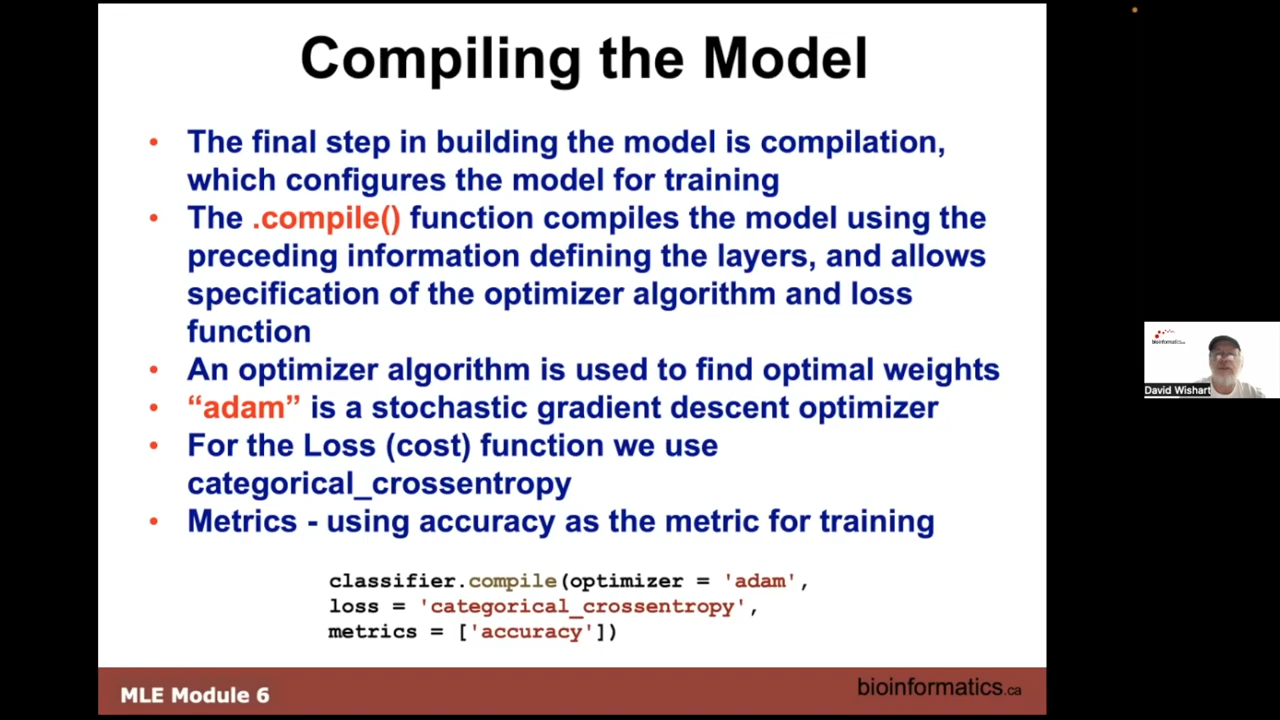 Compiling the Model
• The final step in building the model is compilation,
which configures the model for training
• The .compile() function compiles the model using the
preceding information defining the layers, and allows
specification of the optimizer algorithm and loss
function
• An optimizer algorithm is used to find optimal weights
• “adam” is a stochastic gradient descent optimizer
• For the Loss (cost) function we use
categorical_crossentropy
• Metrics - using accuracy as the metric for training
classifier.compile(optimizer = 'adam',
loss = 'categorical_crossentropy',
metrics = ['accuracy'])
MLE Module 6
bioinformatics.ca
bioinformatics.ca
David Wishart